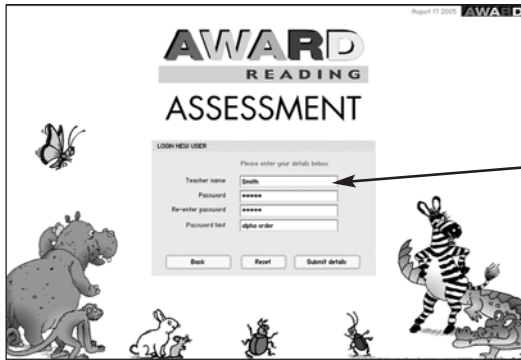 August 17 2005 AWARD
AWARD
READING
ASSESSMENT
LOGIN NEW USER
Please enter your details below
Teacher name Smith
Password *****
Re-enter password *****
Password hint alpha order
Back Reset Submit details